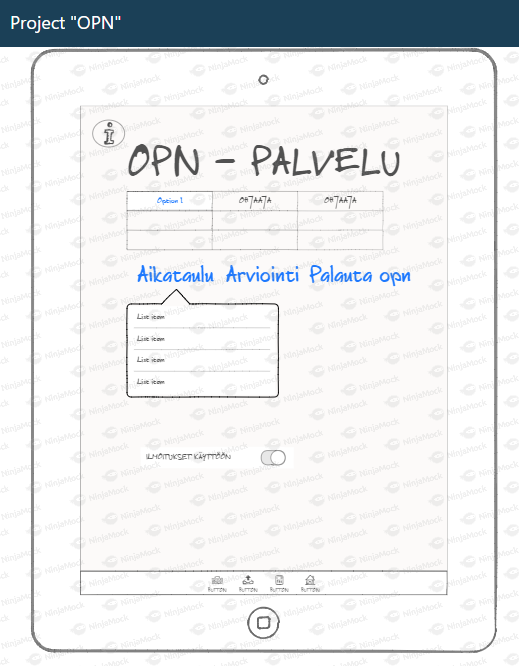 Project "OPN"
i
OPN - PALVELU
Option 1 OHJAAJA OHJAAJA
Aikataulu Arviointi Palauta opn
List item
List item
List item
List item
ILMOITUKSET KÄYTTÖÖN
BUTTON BUTTON BUTTON BUTTON
NinjaMock